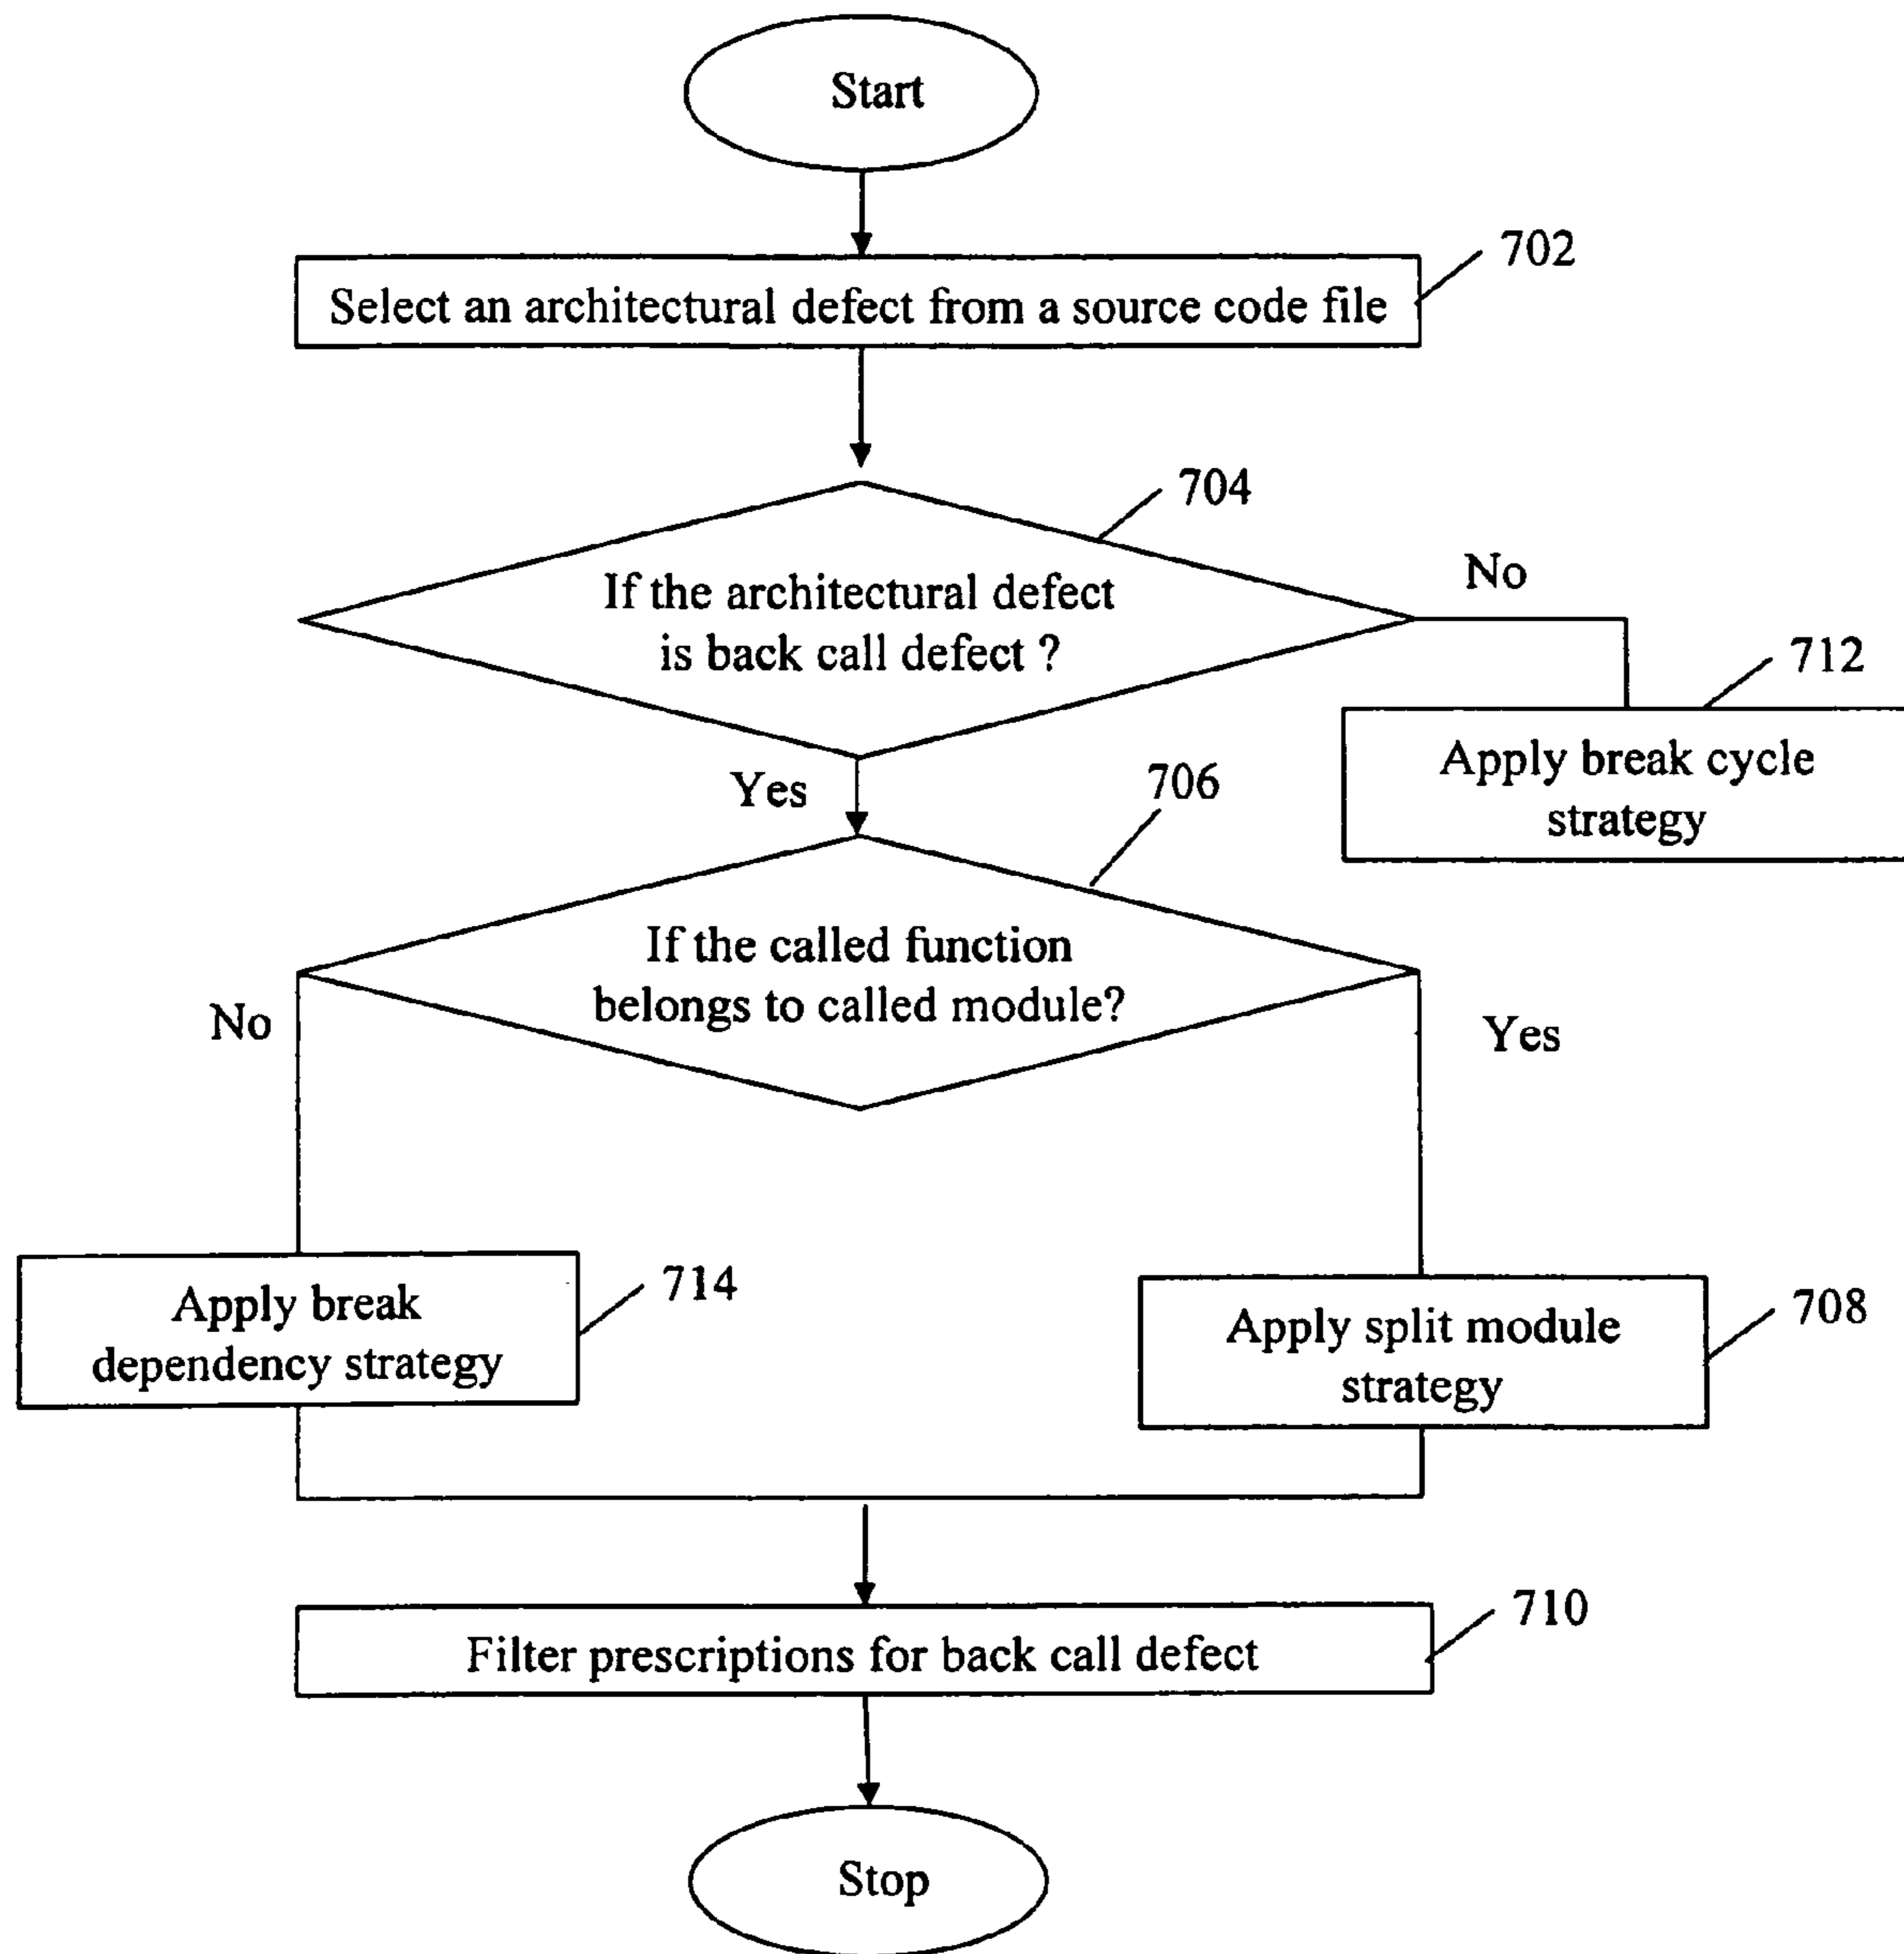 Start
702
Select an architectural defect from a source code file
704
If the architectural defect
is back call defect ?
No
712
Apply break cycle
strategy
Yes
706
If the called function
belongs to called module?
No
Yes
Apply break
dependency strategy
714
Apply split module
strategy
708
710
Filter prescriptions for back call defect
Stop